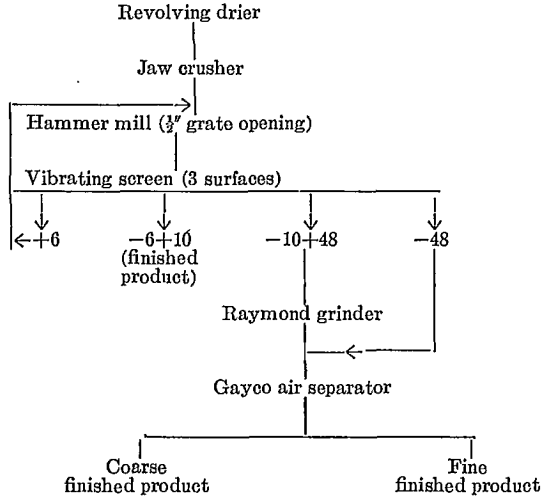 Revolving drier
Jaw crusher
Hammer mill (½″ grate opening)
Vibrating screen (3 surfaces)
+6
−6+10
(finished
product)
−10+48
−48
Raymond grinder
Gayco air separator
Coarse
finished product
Fine
finished product